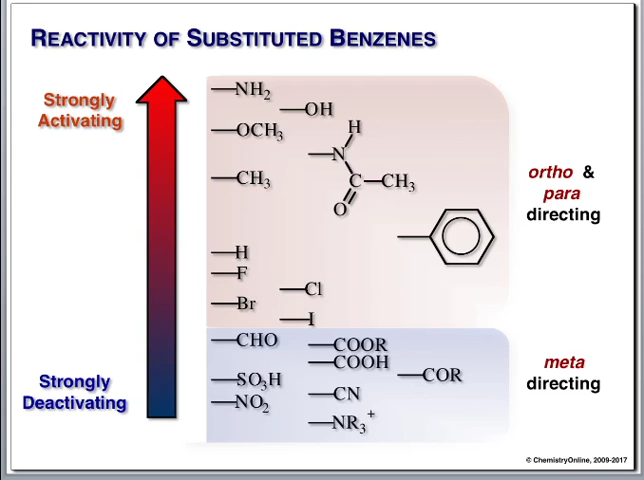 REACTIVITY OF SUBSTITUTED BENZENES
Strongly
Activating
NH2
OH
OCH3
H
N
CH3
C CH3
O
ortho &
para
directing
H
F
Cl
Br
I
CHO
COOR
COOH
COR
SO3H
CN
NO2
NR3+
meta
directing
Strongly
Deactivating
© ChemistryOnline, 2009-2017